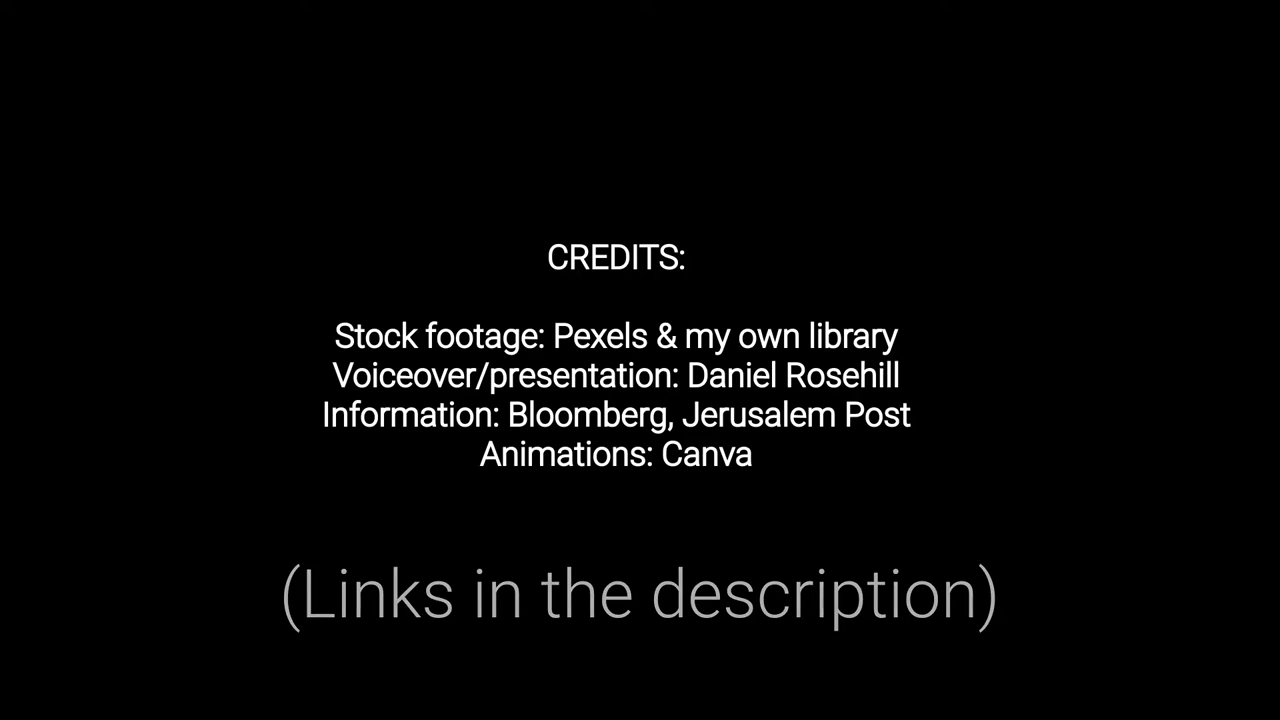 CREDITS:
Stock footage: Pexels & my own library
Voiceover/presentation: Daniel Rosehill
Information: Bloomberg, Jerusalem Post
Animations: Canva
(Links in the description)